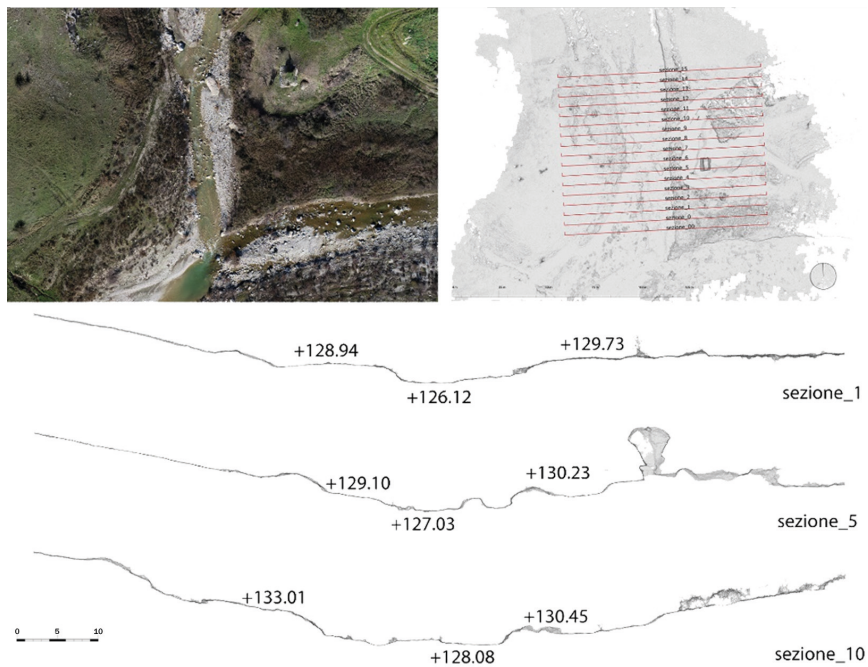 sezione_15
sezione_14
sezione_13
sezione_12
sezione_11
sezione_10
sezione_9
sezione_8
sezione_7
sezione_6
sezione_5
sezione_4
sezione_3
sezione_2
sezione_1
sezione_0
sezione_00
+128.94
+129.73
+126.12
sezione_1
+129.10
+130.23
+127.03
sezione_5
+133.01
+130.45
0 5 10
+128.08
sezione_10